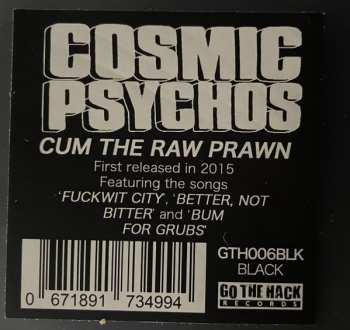 COSMIC
PSYCHOS
CUM THE RAW PRAWN
First released in 2015
Featuring the songs
'FUCKWIT CITY', 'BETTER, NOT
BITTER' and 'BUM
FOR GRUBS'
GTH006BLK
BLACK
GO THE HACK
RECORDS
0 671891 734994